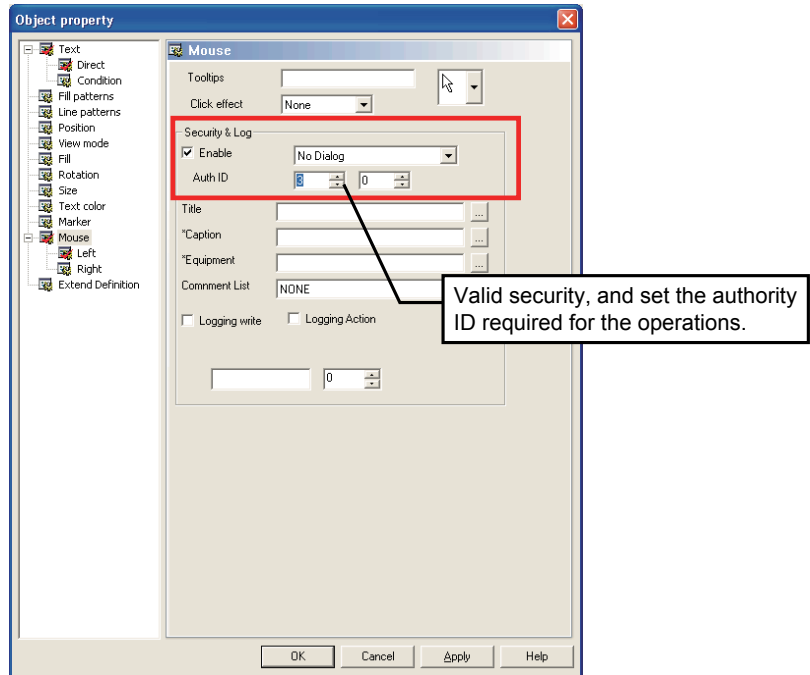 Object property
Text
Direct
Condition
Fill patterns
Line patterns
Position
View mode
Fill
Rotation
Size
Text color
Marker
Mouse
Left
Right
Extend Definition
Mouse
Tooltips
Click effect None
Security & Log
Enable No Dialog
Auth ID 3 0
Title ...
*Caption ...
*Equipment ...
Comnment List NONE
Valid security, and set the authority
ID required for the operations.
Logging write Logging Action
0
OK Cancel Apply Help